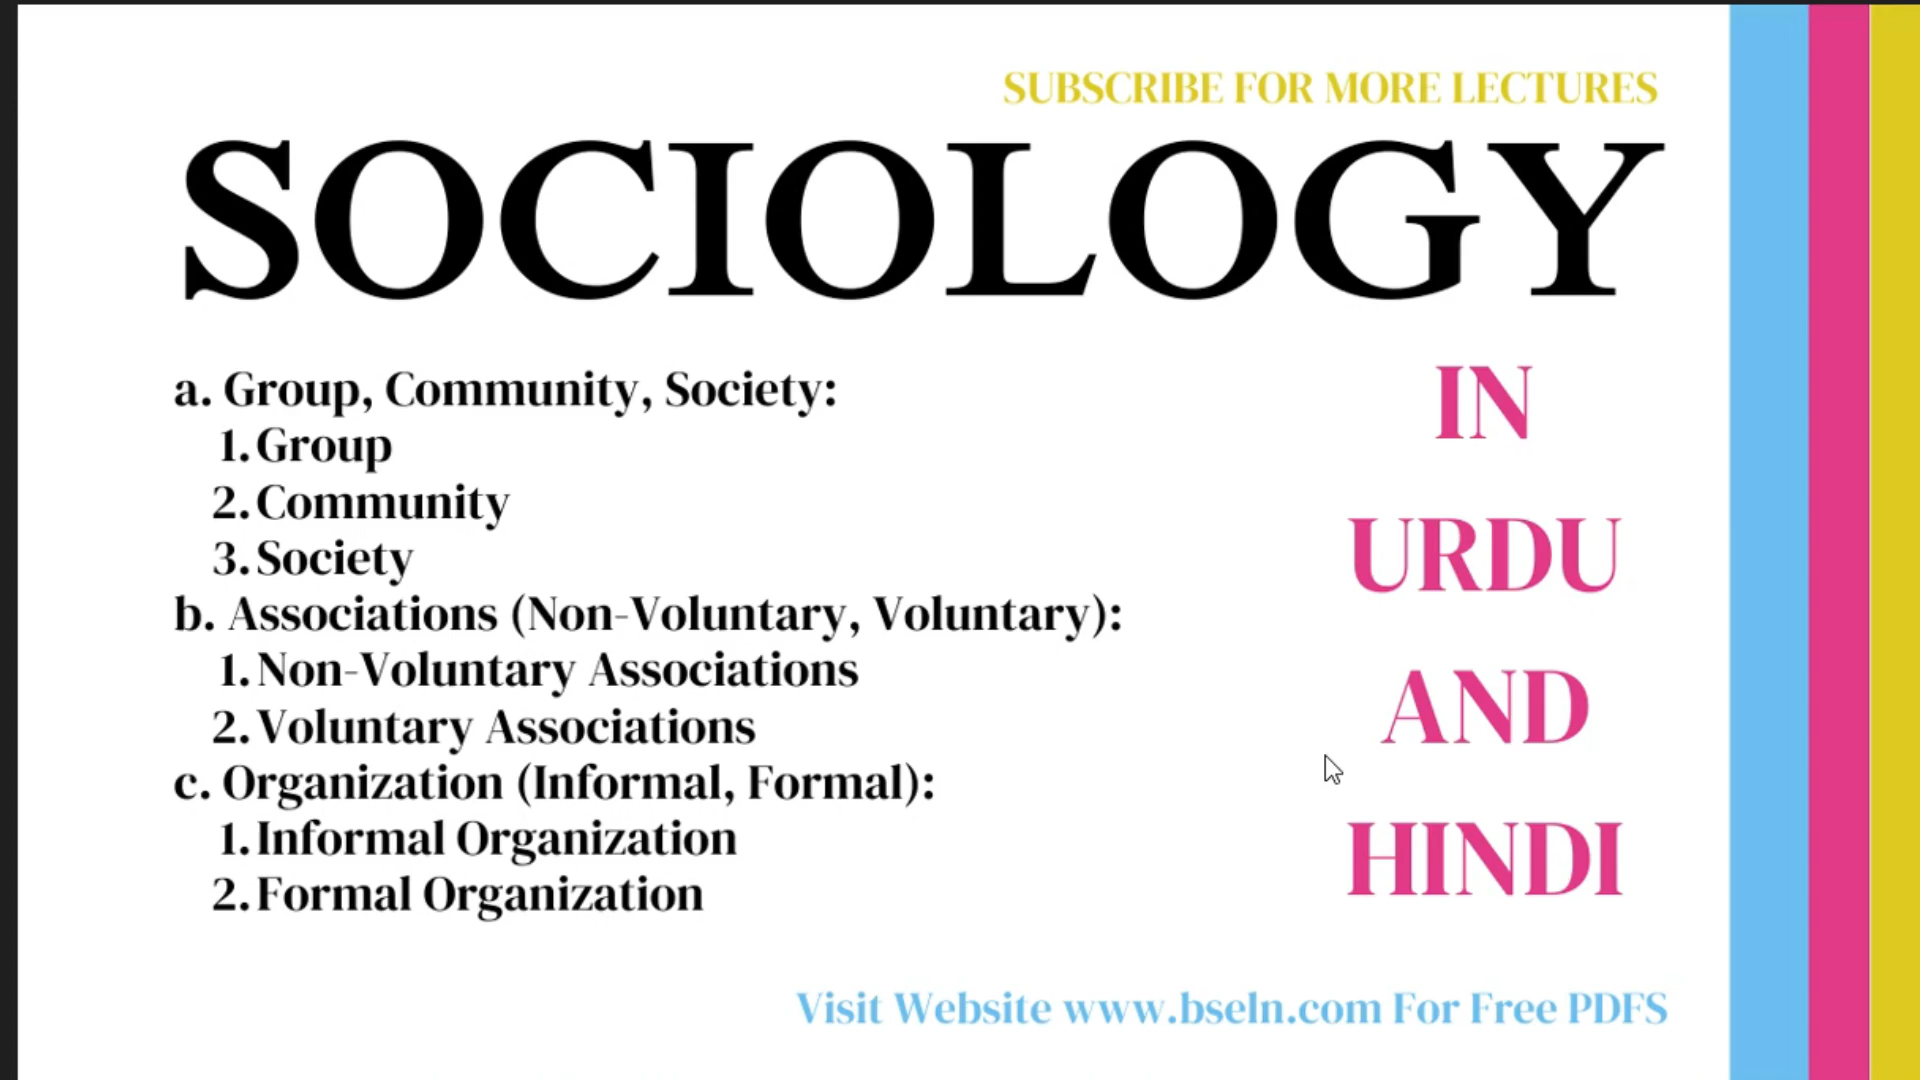 SUBSCRIBE FOR MORE LECTURES
SOCIOLOGY
a. Group, Community, Society:
1. Group
2. Community
3. Society
b. Associations (Non-Voluntary, Voluntary):
1. Non-Voluntary Associations
2. Voluntary Associations
c. Organization (Informal, Formal):
1. Informal Organization
2. Formal Organization
IN
URDU
AND
HINDI
Visit Website www.bseln.com For Free PDFS